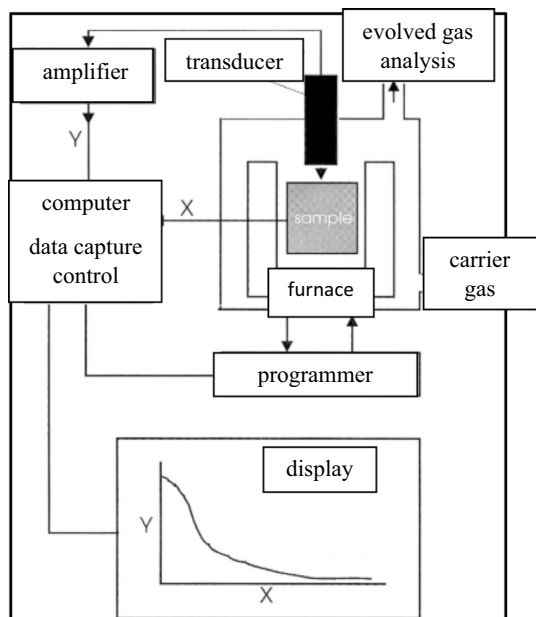 evolved gas
analysis
transducer
amplifier
Y
computer
data capture
control
X
sample
carrier
gas
furnace
programmer
display
Y
X